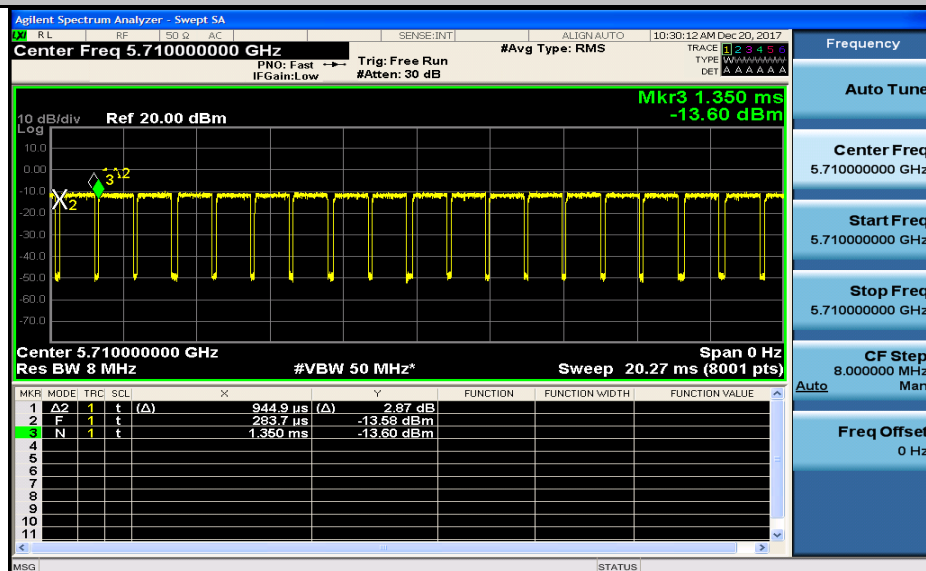 Agilent Spectrum Analyzer - Swept SA
LXI RL RF 50 Ω AC SENSE:INT ALIGN AUTO 10:30:12 AM Dec 20, 2017
Center Freq 5.710000000 GHz
PNO: Fast
IFGain:Low
Trig: Free Run
#Atten: 30 dB
#Avg Type: RMS
TRACE 1 2 3 4 5 6
TYPE WWWWWWW
DET A A A A A A
Mkr3 1.350 ms
-13.60 dBm
10 dB/div Ref 20.00 dBm
Log
10.0
0.00
-10.0
-20.0
-30.0
-40.0
-50.0
-60.0
-70.0
X2
3
1Δ2
Center 5.710000000 GHz Span 0 Hz
Res BW 8 MHz #VBW 50 MHz* Sweep 20.27 ms (8001 pts)
MKR MODE TRC SCL X Y FUNCTION FUNCTION WIDTH FUNCTION VALUE
1 Δ2 1 t (Δ) 944.9 µs (Δ) 2.87 dB
2 F 1 t 283.7 µs -13.58 dBm
3 N 1 t 1.350 ms -13.60 dBm
4
5
6
7
8
9
10
11
MSG STATUS
Frequency
Auto Tune
Center Freq
5.710000000 GHz
Start Freq
5.710000000 GHz
Stop Freq
5.710000000 GHz
CF Step
8.000000 MHz
Auto Man
Freq Offset
0 Hz